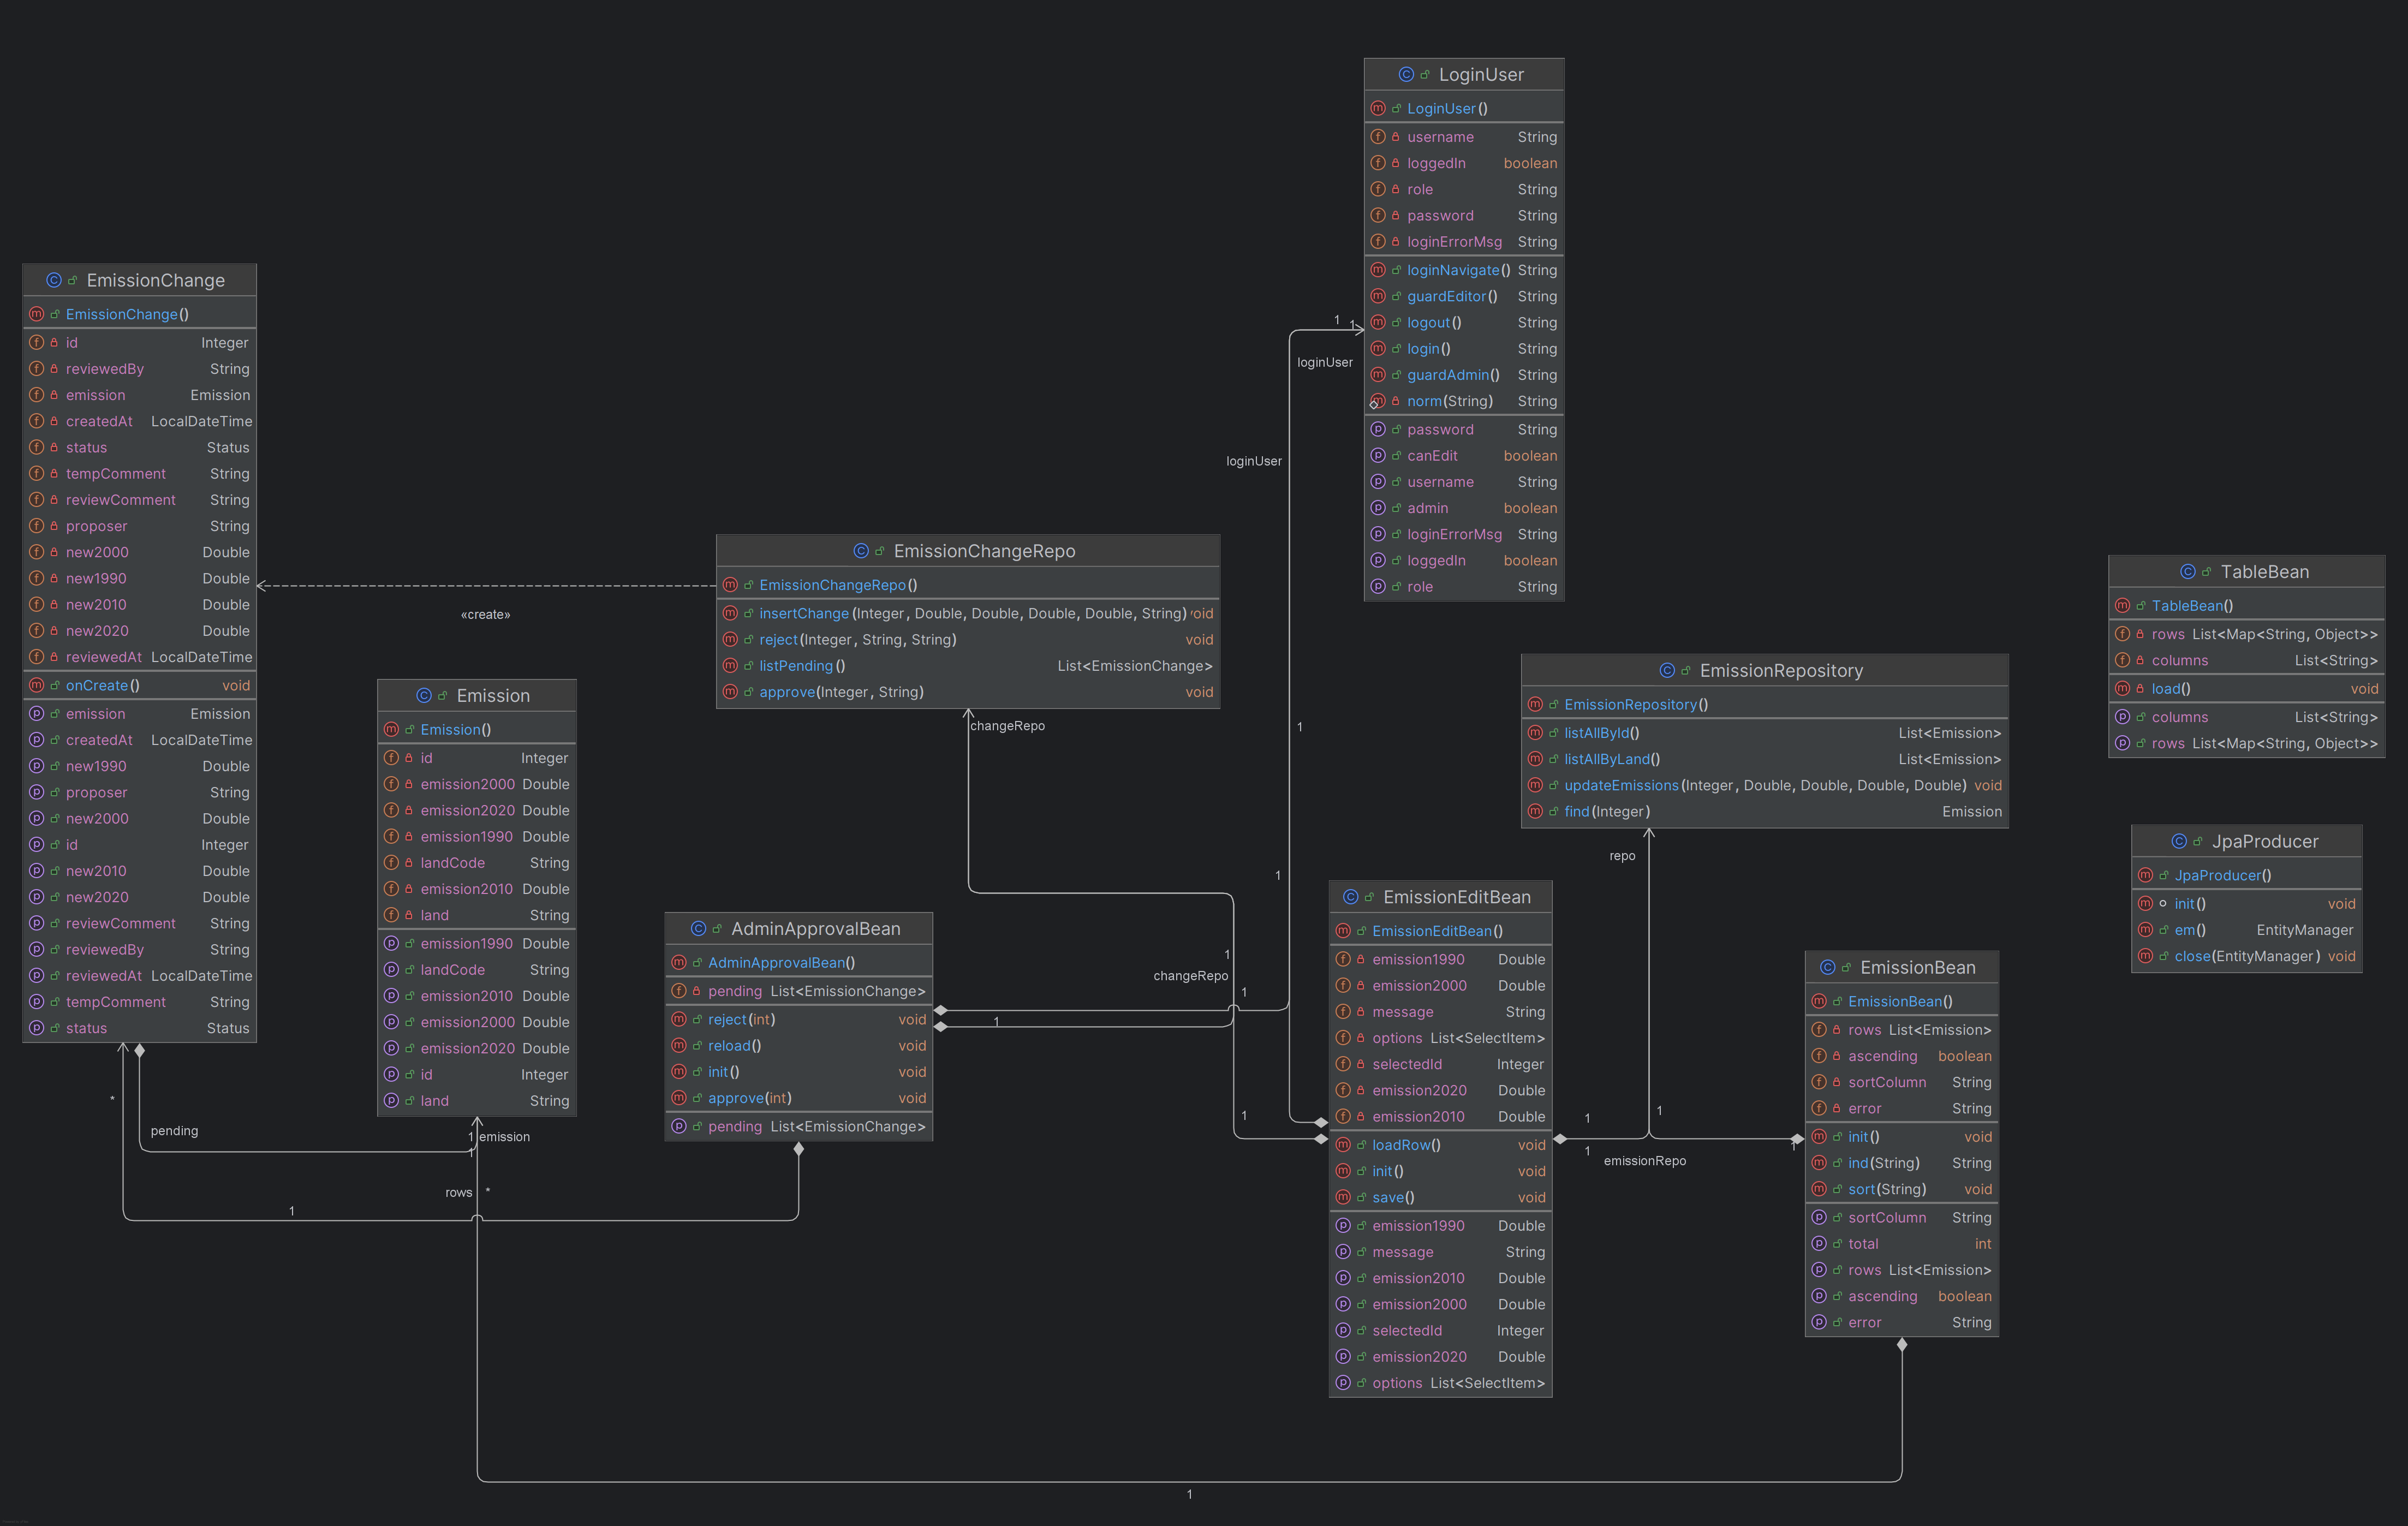 LoginUser
LoginUser()
username String
loggedIn boolean
role String
password String
loginErrorMsg String
loginNavigate() String
guardEditor() String
logout() String
login() String
guardAdmin() String
norm(String) String
password String
canEdit boolean
username String
admin boolean
loginErrorMsg String
loggedIn boolean
role String
EmissionChange
EmissionChange()
id Integer
reviewedBy String
emission Emission
createdAt LocalDateTime
status Status
tempComment String
reviewComment String
proposer String
new2000 Double
new1990 Double
new2010 Double
new2020 Double
reviewedAt LocalDateTime
onCreate() void
emission Emission
createdAt LocalDateTime
new1990 Double
proposer String
new2000 Double
id Integer
new2010 Double
new2020 Double
reviewComment String
reviewedBy String
reviewedAt LocalDateTime
tempComment String
status Status
«create»
EmissionChangeRepo
EmissionChangeRepo()
insertChange(Integer, Double, Double, Double, Double, String) void
reject(Integer, String, String) void
listPending() List<EmissionChange>
approve(Integer, String) void
1
1
loginUser
loginUser
1
1
changeRepo
TableBean
TableBean()
rows List<Map<String, Object>>
columns List<String>
load() void
columns List<String>
rows List<Map<String, Object>>
EmissionRepository
EmissionRepository()
listAllById() List<Emission>
listAllByLand() List<Emission>
updateEmissions(Integer, Double, Double, Double, Double) void
find(Integer) Emission
repo
Emission
Emission()
id Integer
emission2000 Double
emission2020 Double
emission1990 Double
landCode String
emission2010 Double
land String
emission1990 Double
landCode String
emission2010 Double
emission2000 Double
emission2020 Double
id Integer
land String
JpaProducer
JpaProducer()
init() void
em() EntityManager
close(EntityManager) void
AdminApprovalBean
AdminApprovalBean()
pending List<EmissionChange>
reject(int) void
reload() void
init() void
approve(int) void
pending List<EmissionChange>
1
changeRepo
1
1
1
EmissionEditBean
EmissionEditBean()
emission1990 Double
emission2000 Double
message String
options List<SelectItem>
selectedId Integer
emission2020 Double
emission2010 Double
loadRow() void
init() void
save() void
emission1990 Double
message String
emission2010 Double
emission2000 Double
selectedId Integer
emission2020 Double
options List<SelectItem>
1
1
1
emissionRepo
1
EmissionBean
EmissionBean()
rows List<Emission>
ascending boolean
sortColumn String
error String
init() void
ind(String) String
sort(String) void
sortColumn String
total int
rows List<Emission>
ascending boolean
error String
*
pending
1 emission
1
rows *
1
1